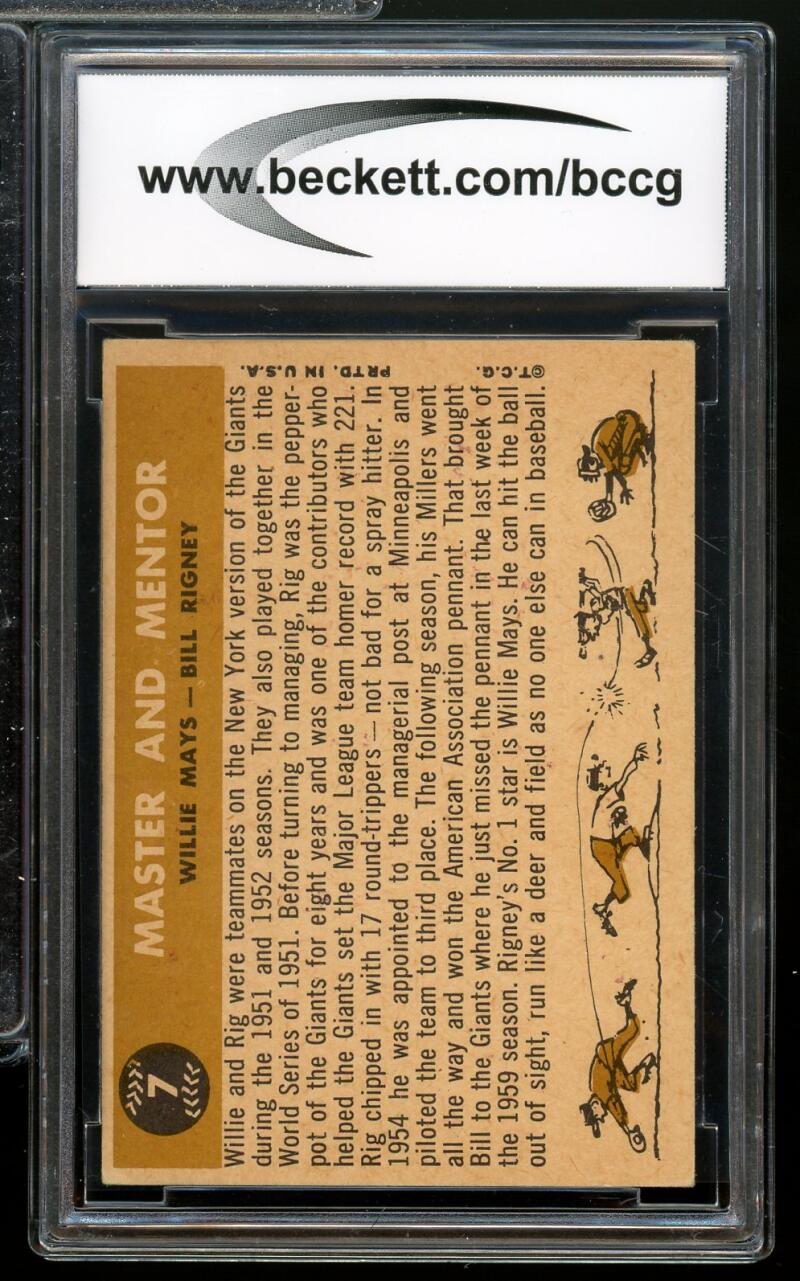 www.beckett.com/bccg
7
MASTER AND MENTOR
WILLIE MAYS — BILL RIGNEY
Willie and Rig were teammates on the New York version of the Giants
during the 1951 and 1952 seasons. They also played together in the
World Series of 1951. Before turning to managing, Rig was the pepper-
pot of the Giants for eight years and was one of the contributors who
helped the Giants set the Major League team homer record with 221.
Rig chipped in with 17 round-trippers — not bad for a spray hitter. In
1954 he was appointed to the managerial post at Minneapolis and
piloted the team to third place. The following season, his Millers went
all the way and won the American Association pennant. That brought
Bill to the Giants where he just missed the pennant in the last week of
the 1959 season. Rigney's No. 1 star is Willie Mays. He can hit the ball
out of sight, run like a deer and field as no one else can in baseball.
©T.C.G.
PRTD. IN U.S.A.